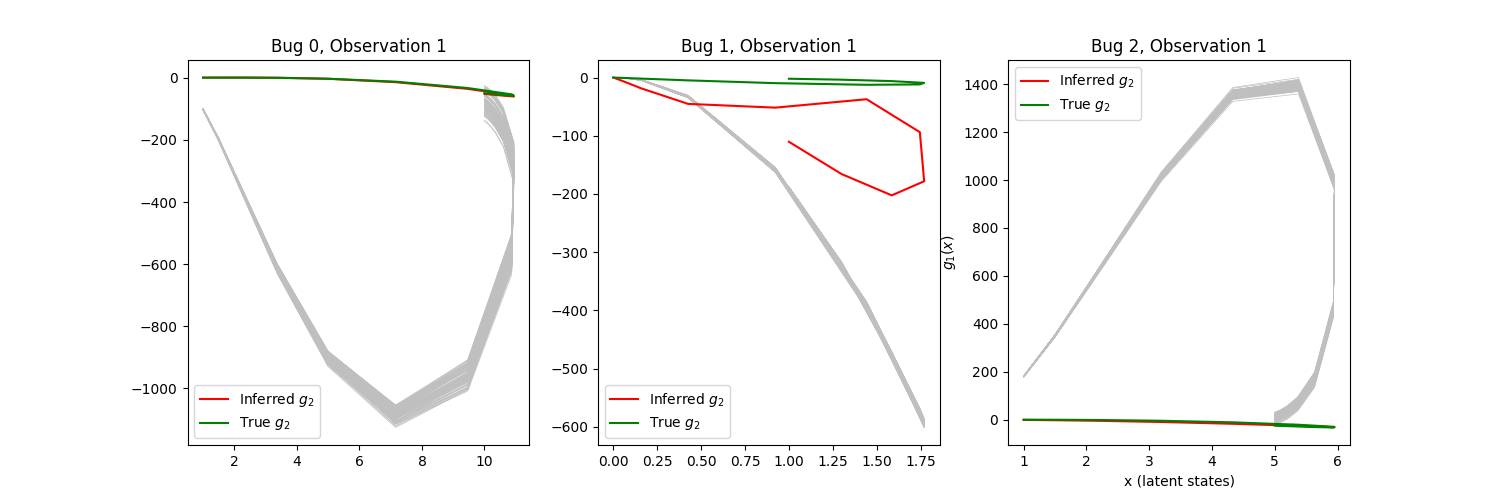 Bug 0, Observation 1
0
−200
−400
−600
−800
−1000
2 4 6 8 10
Inferred g₂
True g₂
Bug 1, Observation 1
0
−100
−200
−300
−400
−500
−600
0.00 0.25 0.50 0.75 1.00 1.25 1.50 1.75
Inferred g₂
True g₂
Bug 2, Observation 1
g₁(x)
1400
1200
1000
800
600
400
200
0
1 2 3 4 5 6
x (latent states)
Inferred g₂
True g₂